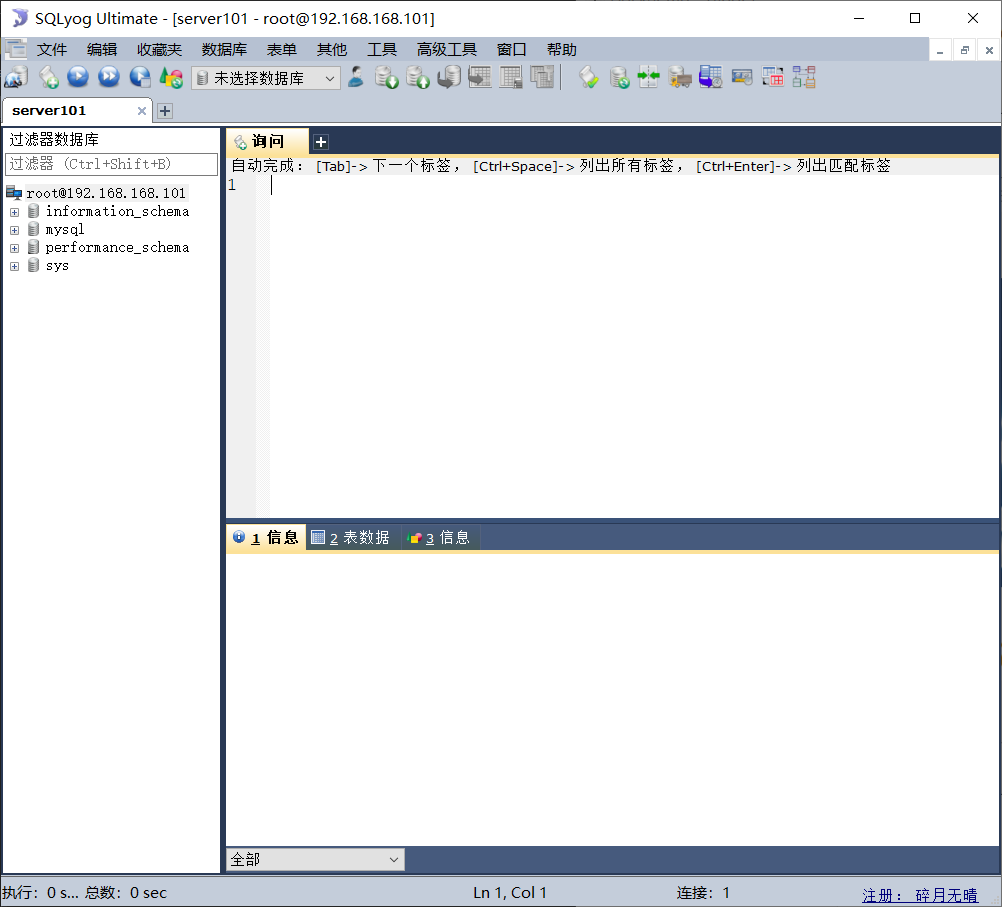 SQLyog Ultimate - [server101 - root@192.168.168.101]
文件 编辑 收藏夹 数据库 表单 其他 工具 高级工具 窗口 帮助
未选择数据库
server101
过滤器数据库
过滤器 (Ctrl+Shift+B)
root@192.168.168.101
information_schema
mysql
performance_schema
sys
询问
自动完成： [Tab]-> 下一个标签， [Ctrl+Space]-> 列出所有标签， [Ctrl+Enter]-> 列出匹配标签
1
1 信息 2 表数据 3 信息
全部
执行： 0 s... 总数： 0 sec Ln 1, Col 1 连接： 1 注册： 碎月无晴